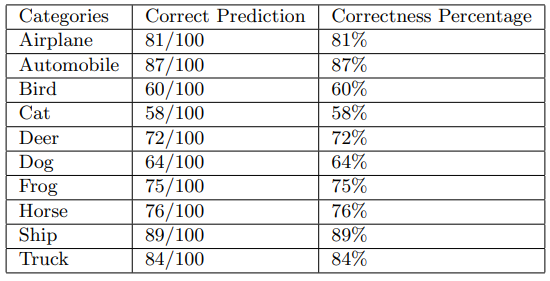 Categories Correct Prediction Correctness Percentage
Airplane 81/100 81%
Automobile 87/100 87%
Bird 60/100 60%
Cat 58/100 58%
Deer 72/100 72%
Dog 64/100 64%
Frog 75/100 75%
Horse 76/100 76%
Ship 89/100 89%
Truck 84/100 84%